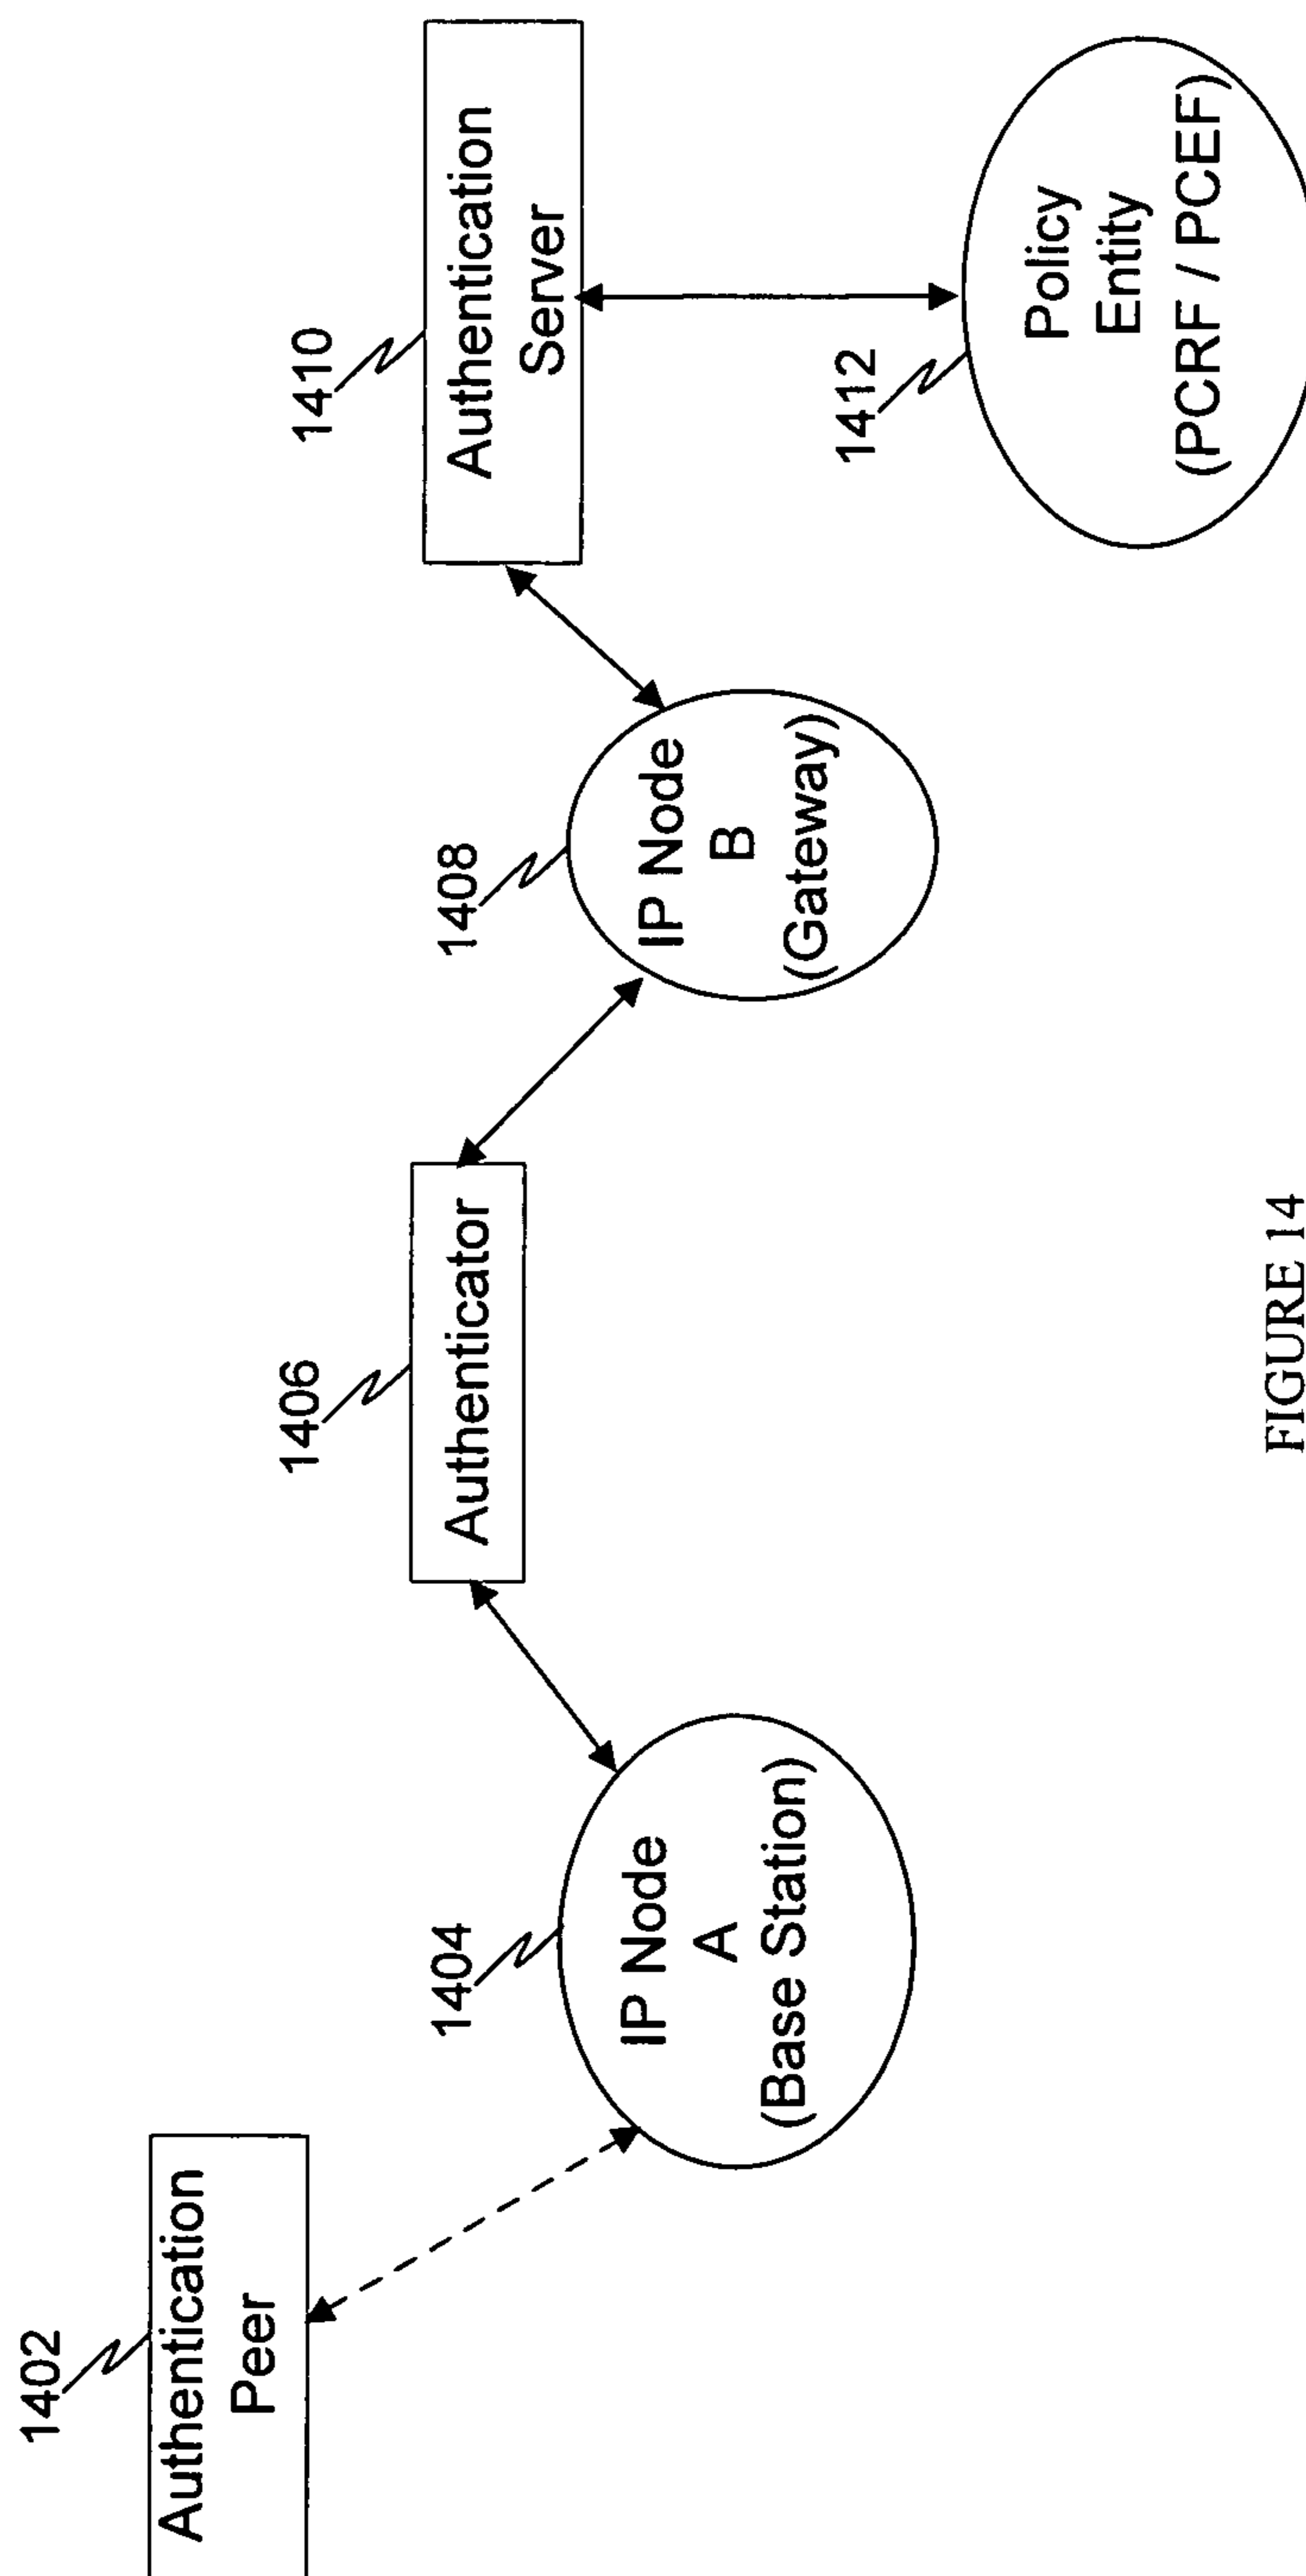 1402
Authentication
Peer
1404
IP Node
A
(Base Station)
1406
Authenticator
1408
IP Node
B
(Gateway)
1410
Authentication
Server
1412
Policy
Entity
(PCRF / PCEF)
FIGURE 14